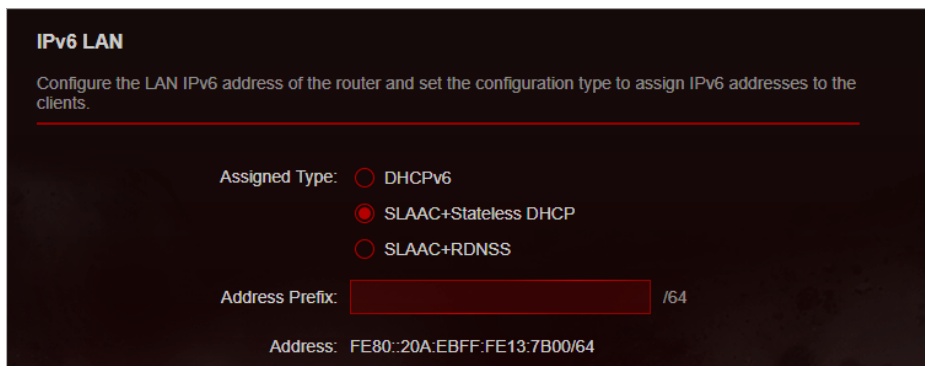 IPv6 LAN
Configure the LAN IPv6 address of the router and set the configuration type to assign IPv6 addresses to the
clients.
Assigned Type: DHCPv6
SLAAC+Stateless DHCP
SLAAC+RDNSS
Address Prefix: /64
Address: FE80::20A:EBFF:FE13:7B00/64